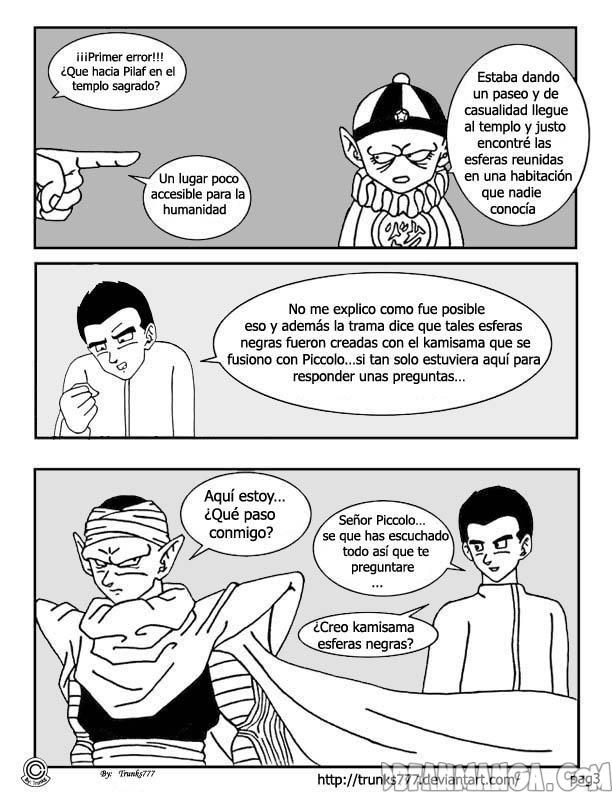 ¡¡¡Primer error!!!
¿Que hacia Pilaf en el
templo sagrado?
Estaba dando
un paseo y de
casualidad llegue
al templo y justo
encontré las
esferas reunidas
en una habitación
que nadie
conocía
Un lugar poco
accesible para la
humanidad
No me explico como fue posible
eso y además la trama dice que tales esferas
negras fueron creadas con el kamisama que se
fusiono con Piccolo...si tan solo estuviera aquí para
responder unas preguntas...
Aquí estoy...
¿Qué paso
conmigo?
Señor Piccolo...
se que has escuchado
todo así que te
preguntare
...
¿Creo kamisama
esferas negras?
By: Trunks777
http://trunks777.deviantart.com/
pag3
DBFANMANGA.COM